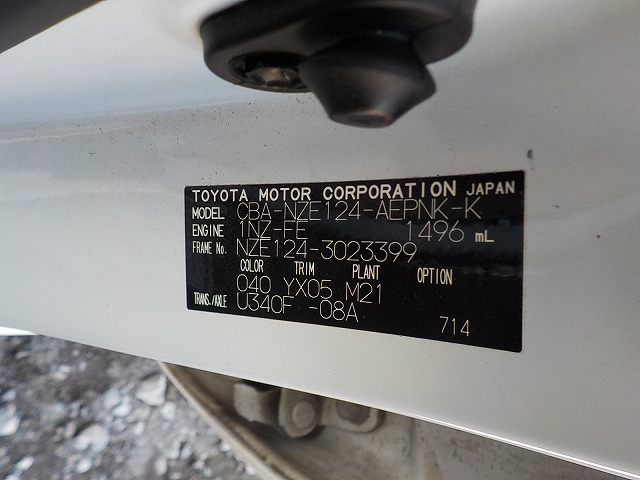 TOYOTA MOTOR CORPORATION JAPAN
MODEL CBA-NZE124-AEPNK-K
ENGINE 1NZ-FE 1496 mL
FRAME No. NZE124-3023399
COLOR TRIM PLANT OPTION
040 YX05 M21
TRANS./AXLE U340F -08A
714